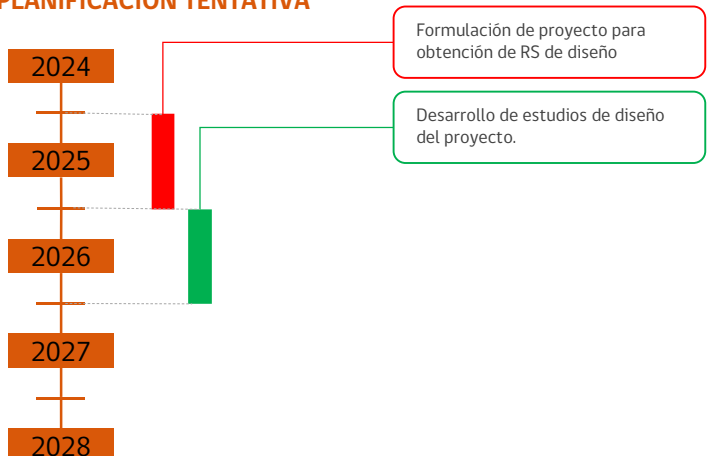 PLANIFICACIÓN TENTATIVA
2024
Formulación de proyecto para
obtención de RS de diseño
Desarrollo de estudios de diseño
del proyecto.
2025
2026
2027
2028